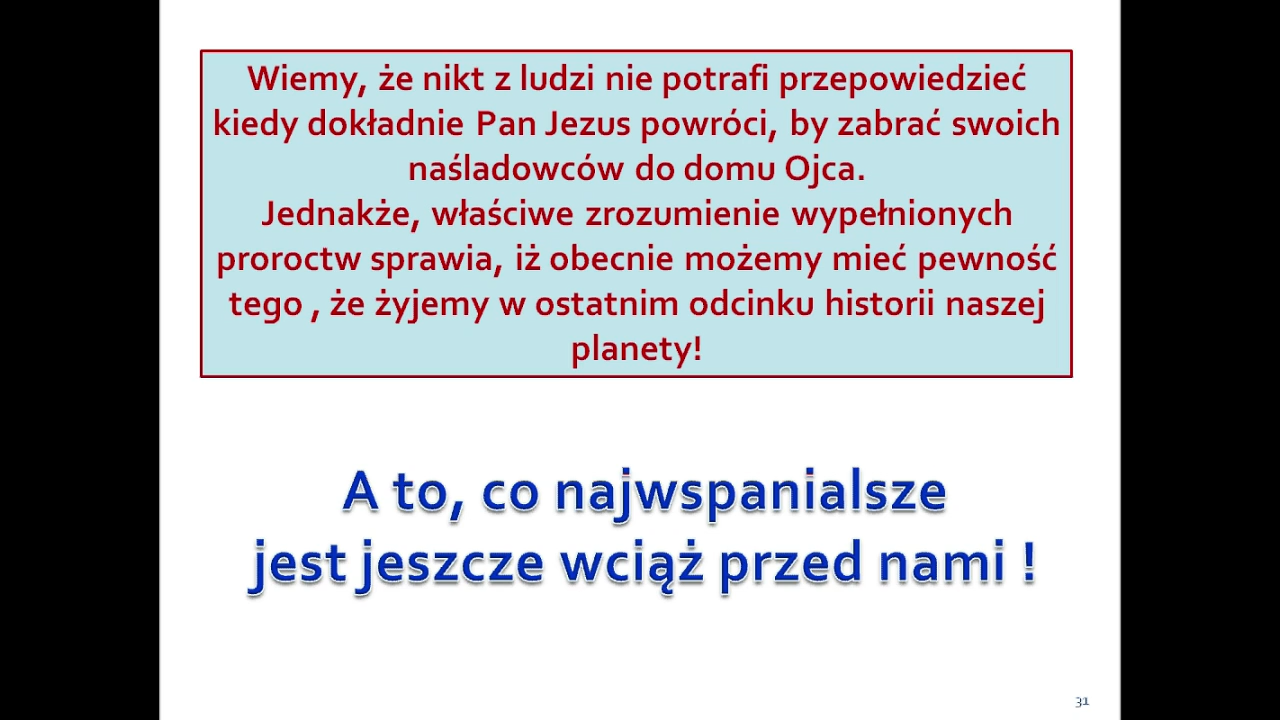 Wiemy, że nikt z ludzi nie potrafi przepowiedzieć
kiedy dokładnie Pan Jezus powróci, by zabrać swoich
naśladowców do domu Ojca.
Jednakże, właściwe zrozumienie wypełnionych
proroctw sprawia, iż obecnie możemy mieć pewność
tego , że żyjemy w ostatnim odcinku historii naszej
planety!
A to, co najwspanialsze
jest jeszcze wciąż przed nami !
31